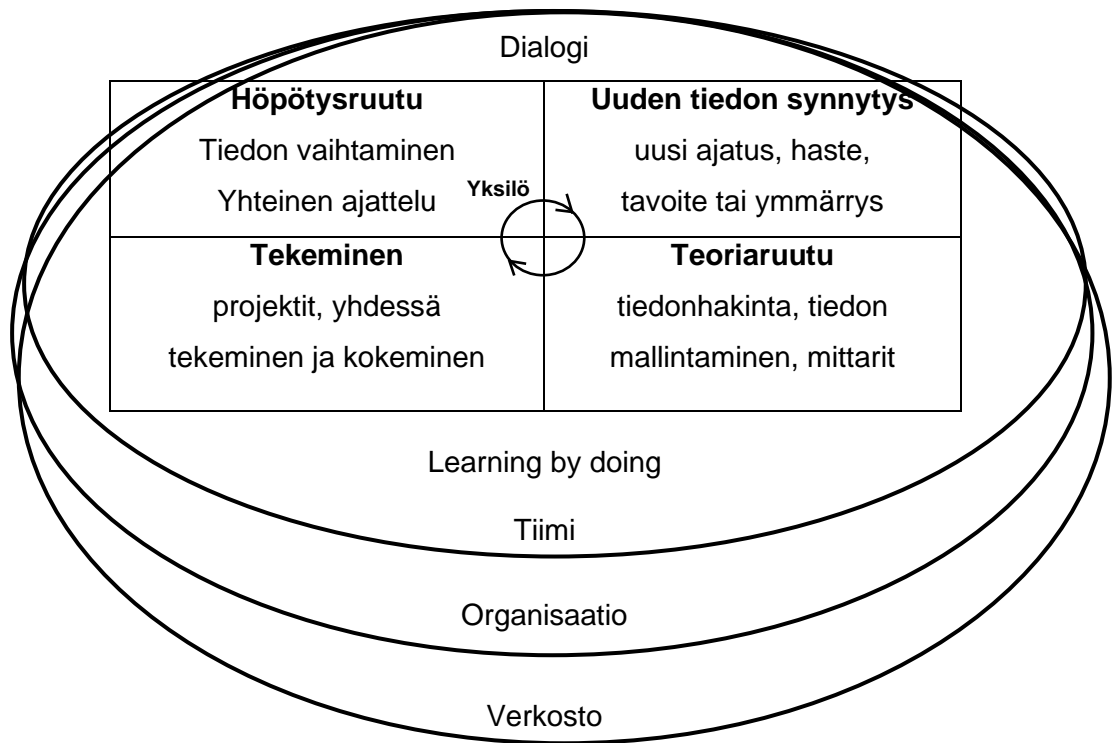 Dialogi
Höpötysruutu
Tiedon vaihtaminen
Yhteinen ajattelu
Uuden tiedon synnytys
uusi ajatus, haste,
tavoite tai ymmärrys
Yksilö
Tekeminen
projektit, yhdessä
tekeminen ja kokeminen
Teoriaruutu
tiedonhakinta, tiedon
mallintaminen, mittarit
Learning by doing
Tiimi
Organisaatio
Verkosto